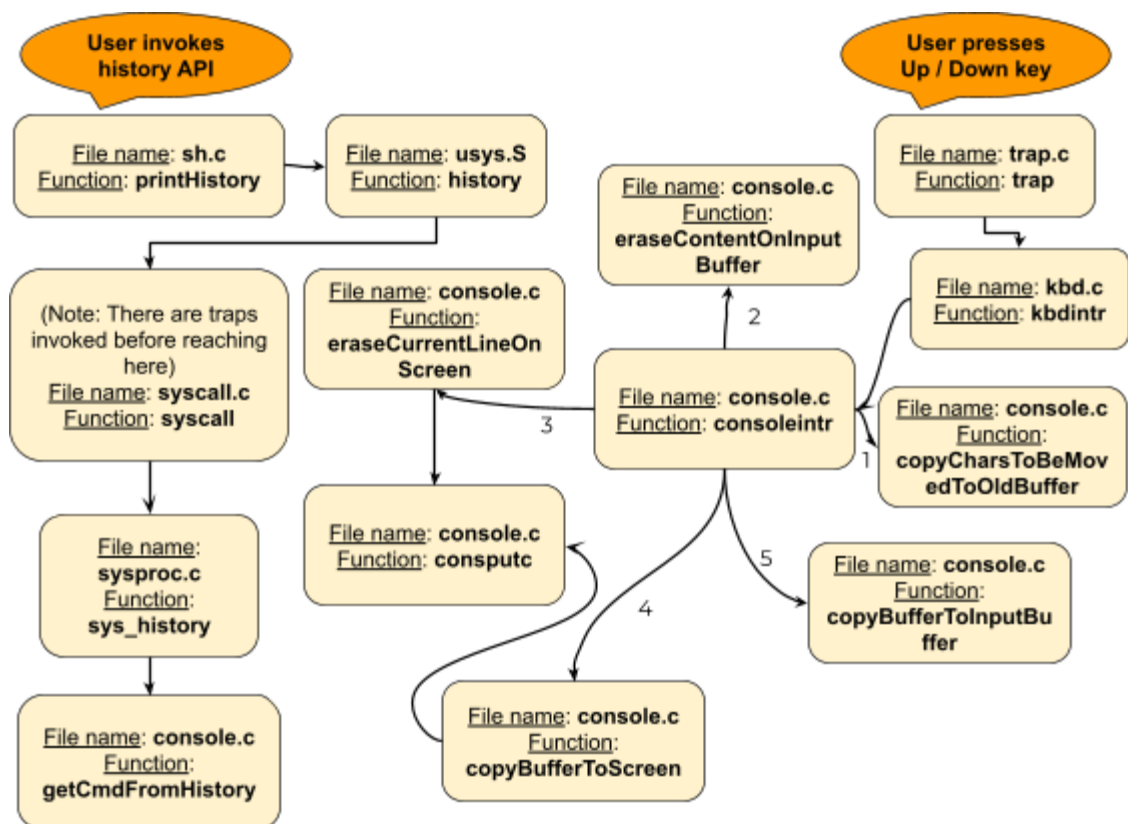 User invokes
history API
User presses
Up / Down key
File name: sh.c
Function: printHistory
File name: usys.S
Function: history
File name: trap.c
Function: trap
File name: console.c
Function:
eraseContentOnInput
Buffer
(Note: There are traps
invoked before reaching
here)
File name: syscall.c
Function: syscall
File name: console.c
Function:
eraseCurrentLineOn
Screen
2
File name: kbd.c
Function: kbdintr
File name: console.c
Function: consoleintr
3
1
File name: console.c
Function:
copyCharsToBeMov
edToOldBuffer
File name:
sysproc.c
Function:
sys_history
File name: console.c
Function: consputc
4
5
File name: console.c
Function:
copyBufferToInputBu
ffer
File name: console.c
Function:
getCmdFromHistory
File name: console.c
Function:
copyBufferToScreen